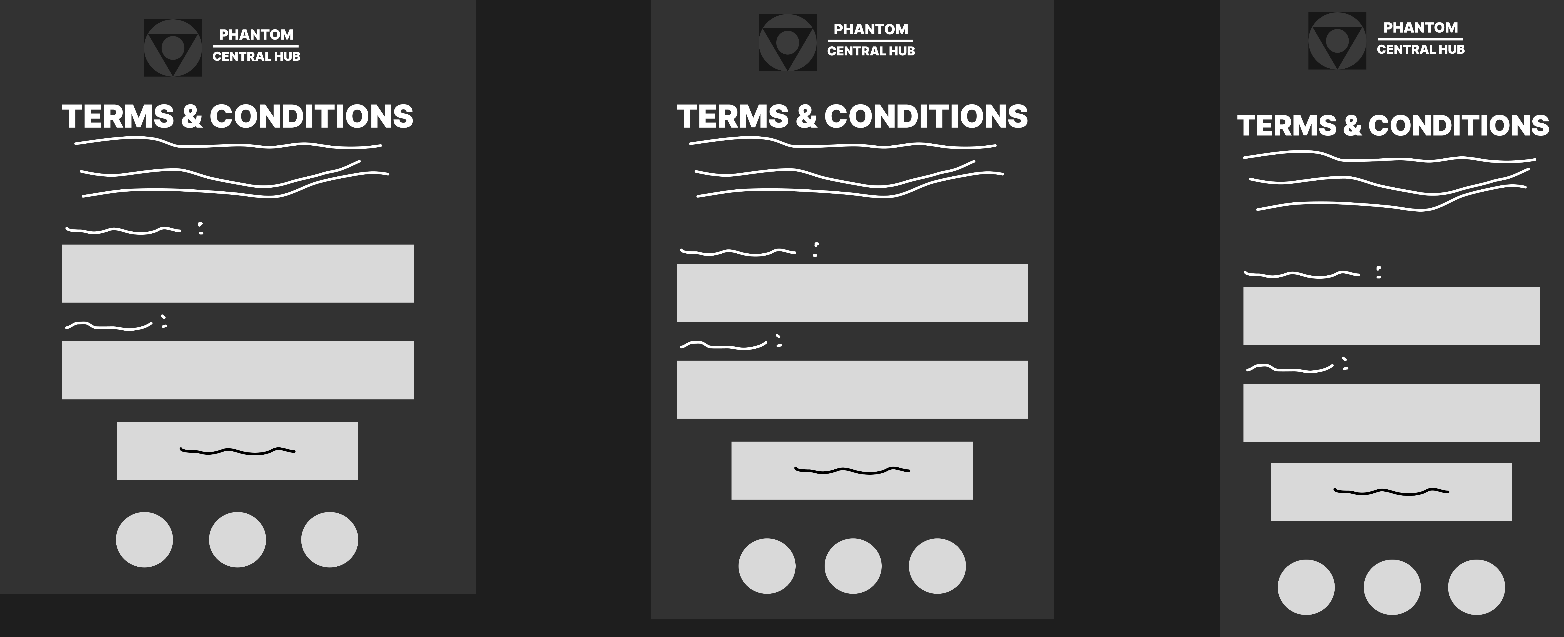 PHANTOM
CENTRAL HUB
TERMS & CONDITIONS
PHANTOM
CENTRAL HUB
TERMS & CONDITIONS
PHANTOM
CENTRAL HUB
TERMS & CONDITIONS